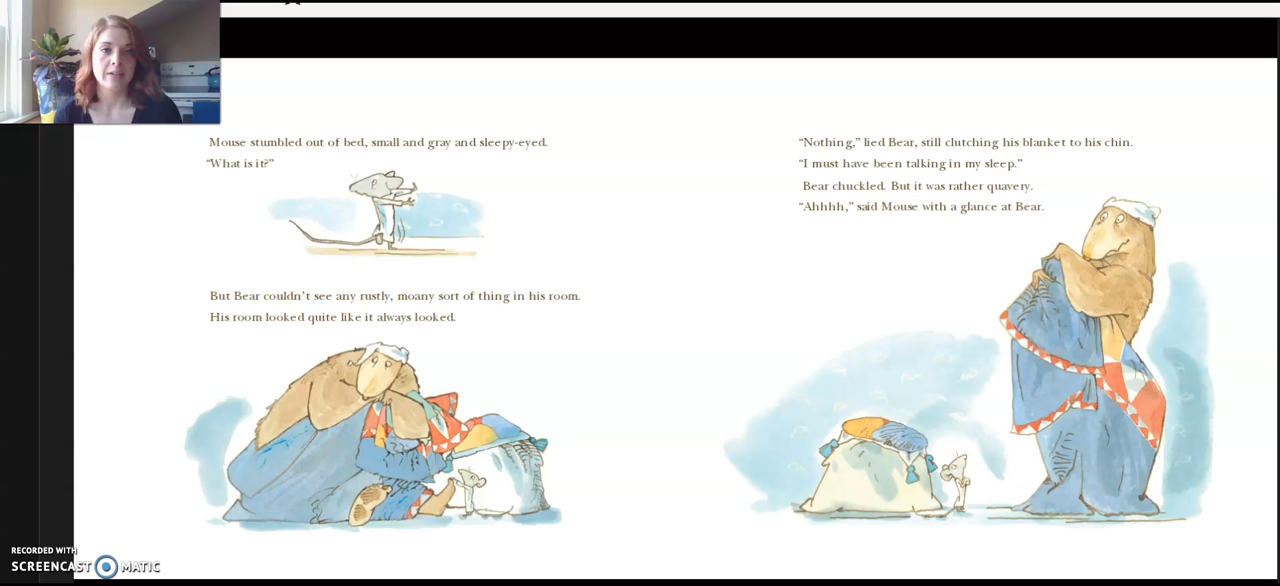 Mouse stumbled out of bed, small and gray and sleepy-eyed.
“What is it?”
But Bear couldn’t see any rustly, moany sort of thing in his room.
His room looked quite like it always looked.
“Nothing,” lied Bear, still clutching his blanket to his chin.
“I must have been talking in my sleep.”
Bear chuckled. But it was rather quavery.
“Ahhhh,” said Mouse with a glance at Bear.
RECORDED WITH
SCREENCAST MATIC